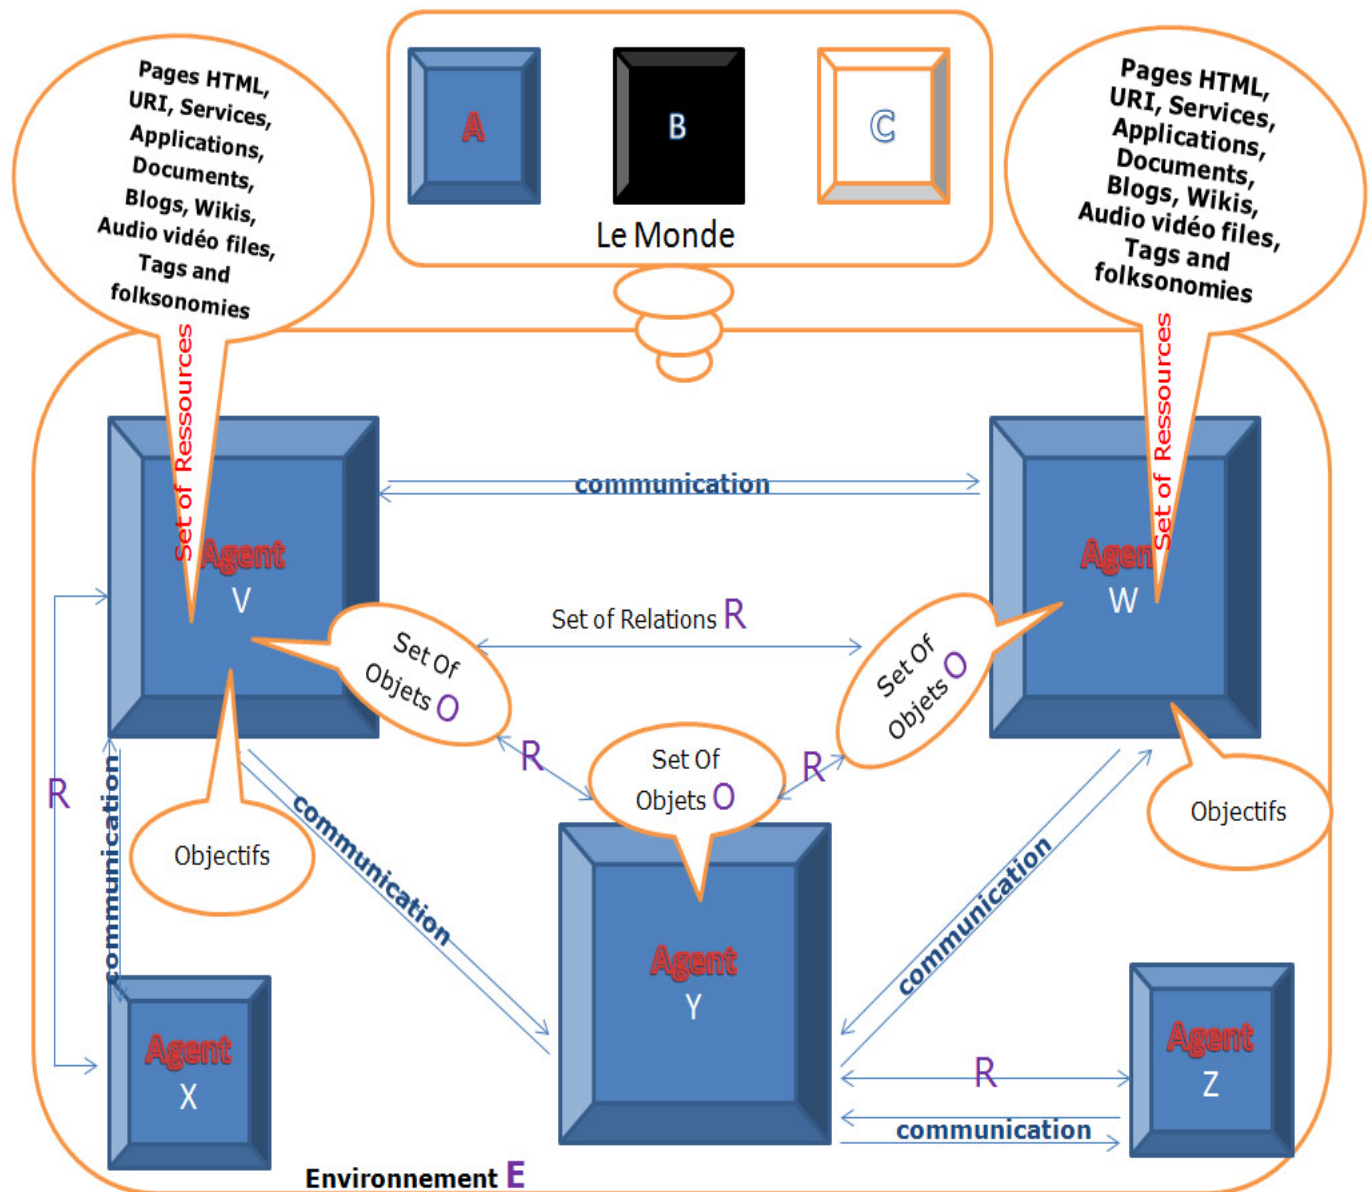 A
B
C
Le Monde
Pages HTML,
URI, Services,
Applications,
Documents,
Blogs, Wikis,
Audio vidéo files,
Tags and
folksonomies
Set of Ressources
Pages HTML,
URI, Services,
Applications,
Documents,
Blogs, Wikis,
Audio vidéo files,
Tags and
folksonomies
Set of Ressources
communication
Agent
V
Agent
W
Set of Relations R
Set Of
Objets O
Set Of
Objets O
Set Of
Objets O
R
R
R
communication
communication
communication
Objectifs
Objectifs
Agent
Y
Agent
X
Agent
Z
R
communication
Environnement E